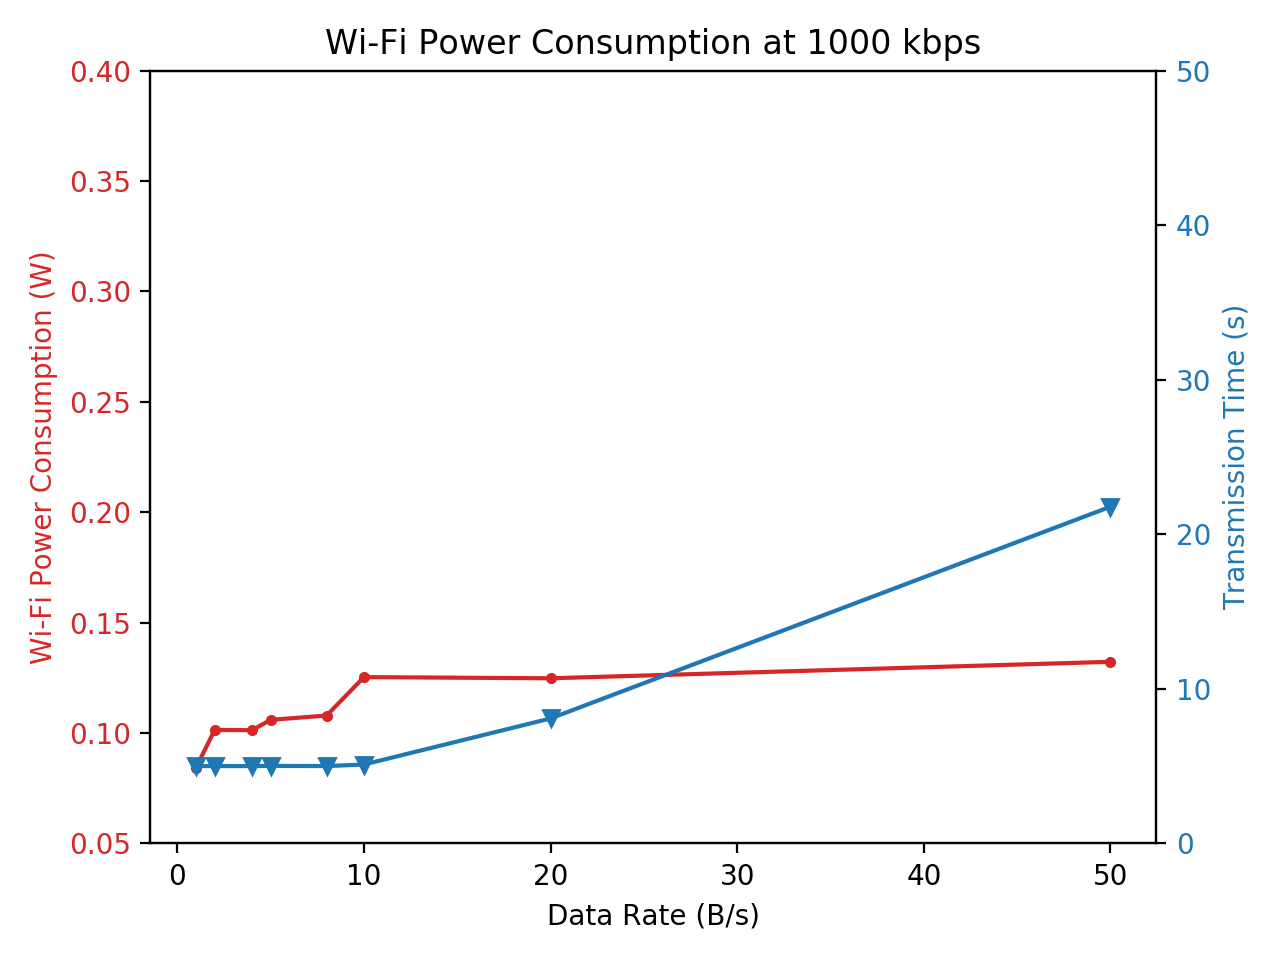 Wi-Fi Power Consumption at 1000 kbps
0.40
0.35
0.30
0.25
0.20
0.15
0.10
0.05
Wi-Fi Power Consumption (W)
50
40
30
20
10
0
Transmission Time (s)
0 10 20 30 40 50
Data Rate (B/s)